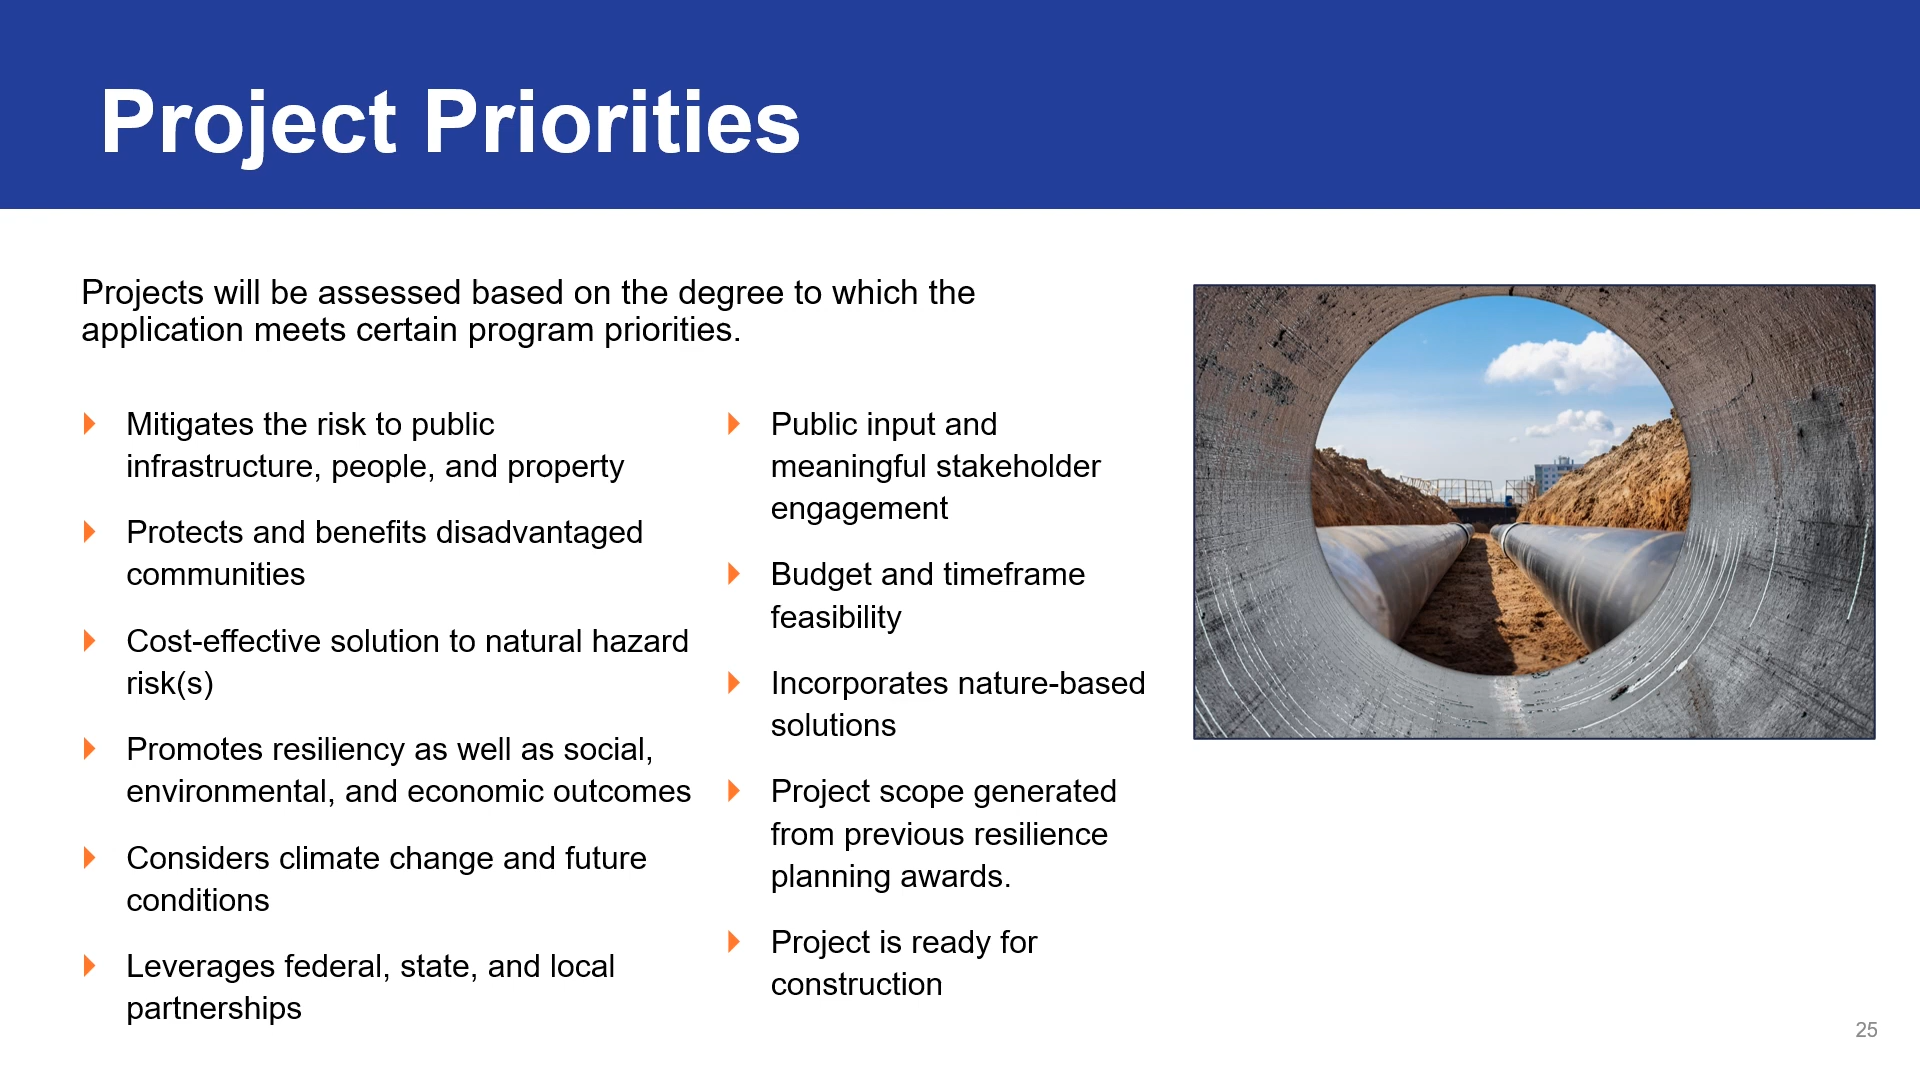 Project Priorities
Projects will be assessed based on the degree to which the
application meets certain program priorities.
Mitigates the risk to public
infrastructure, people, and property
Protects and benefits disadvantaged
communities
Cost-effective solution to natural hazard
risk(s)
Promotes resiliency as well as social,
environmental, and economic outcomes
Considers climate change and future
conditions
Leverages federal, state, and local
partnerships
Public input and
meaningful stakeholder
engagement
Budget and timeframe
feasibility
Incorporates nature-based
solutions
Project scope generated
from previous resilience
planning awards.
Project is ready for
construction
25